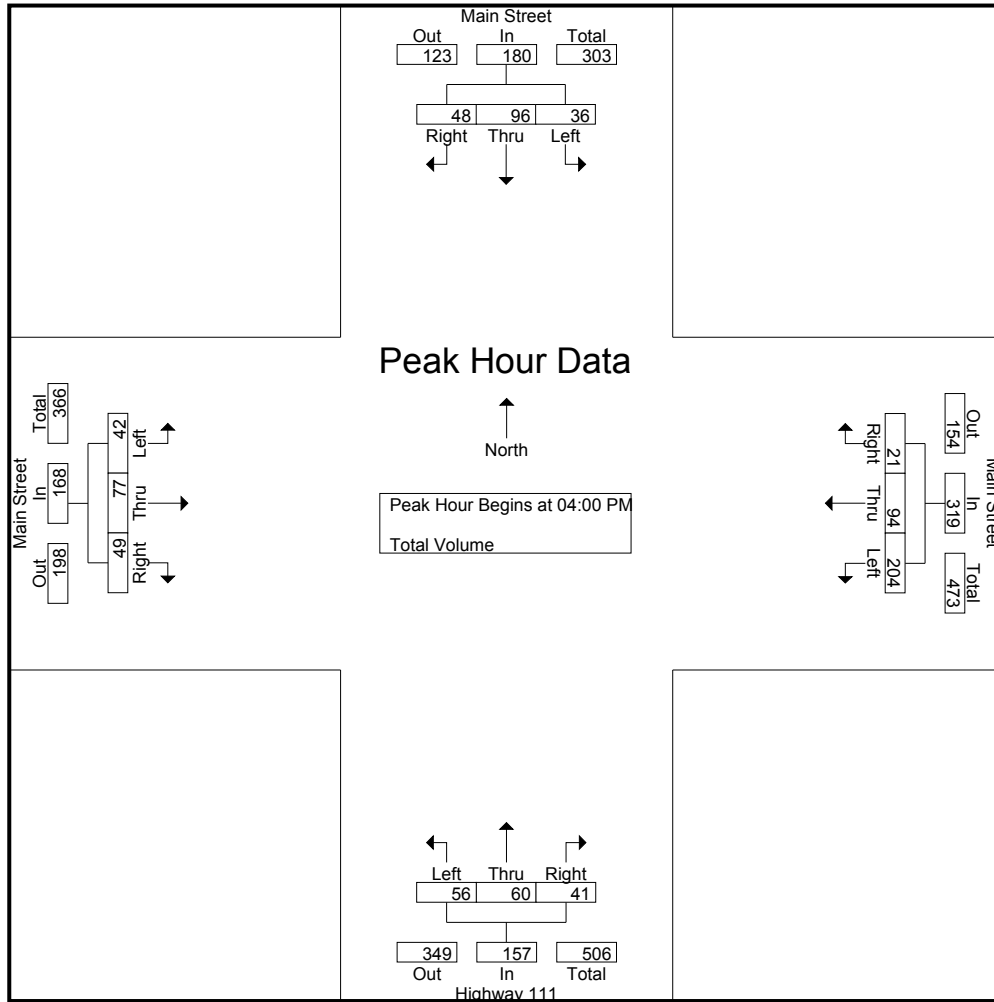 Main Street
Out In Total
123 180 303
48 96 36
Right Thru Left
Peak Hour Data
North
Peak Hour Begins at 04:00 PM
Total Volume
Main Street
Out In Total
198 168 366
49 77 42
Right Thru Left
Main Street
Out In Total
154 319 473
21 94 204
Right Thru Left
Left Thru Right
56 60 41
349 157 506
Out In Total
Highway 111